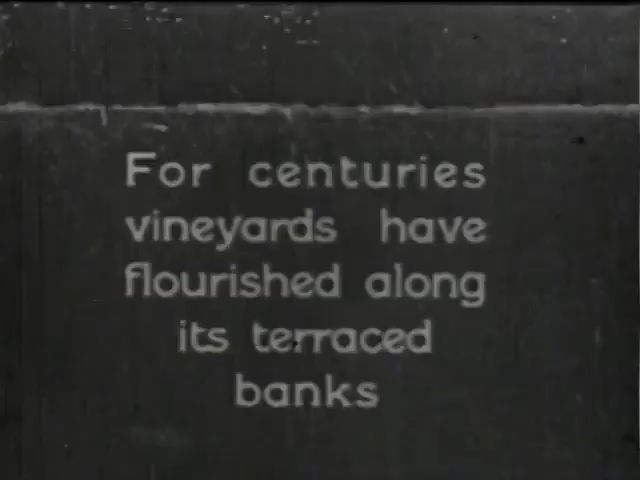 For centuries
vineyards have
flourished along
its terraced
banks